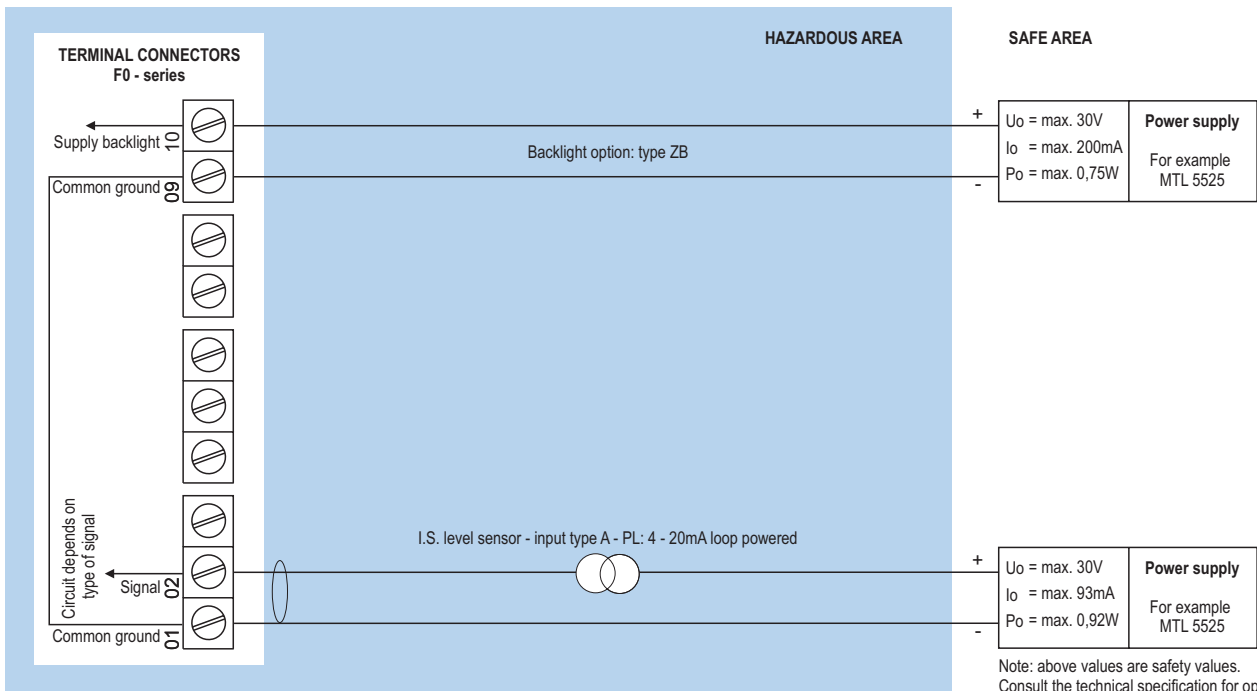 TERMINAL CONNECTORS
F0 - series
HAZARDOUS AREA
SAFE AREA
Supply backlight 10
Common ground 09
Backlight option: type ZB
+
-
Uo = max. 30V
Io = max. 200mA
Po = max. 0,75W
Power supply
For example
MTL 5525
Circuit depends on
type of signal
Signal 02
Common ground 01
I.S. level sensor - input type A - PL: 4 - 20mA loop powered
+
-
Uo = max. 30V
Io = max. 93mA
Po = max. 0,92W
Power supply
For example
MTL 5525
Note: above values are safety values.
Consult the technical specification for op